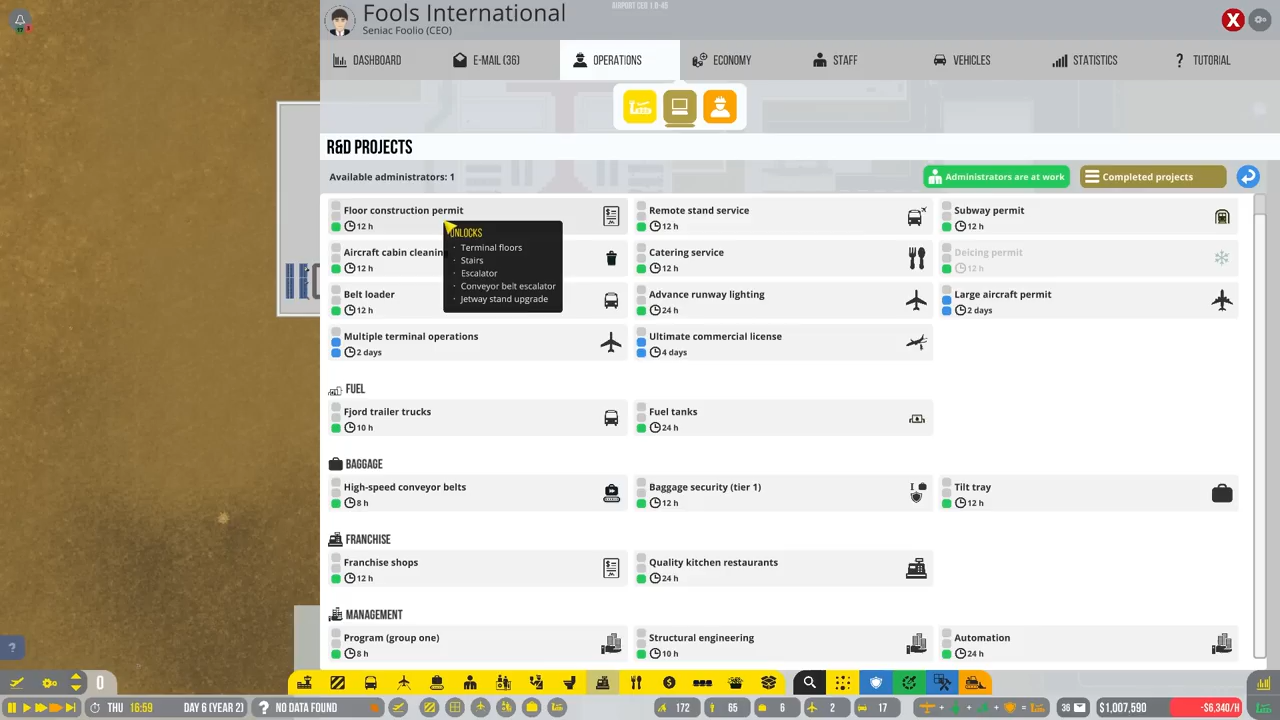 AIRPORT CEO 1.0-45
Fools International
Seniac Foolio (CEO)
X
DASHBOARD
E-MAIL (36)
OPERATIONS
ECONOMY
STAFF
VEHICLES
STATISTICS
? TUTORIAL
R&D PROJECTS
Available administrators: 1
Administrators are at work
Completed projects
Floor construction permit
12 h
Remote stand service
12 h
Subway permit
12 h
UNLOCKS
· Terminal floors
· Stairs
· Escalator
· Conveyor belt escalator
· Jetway stand upgrade
Aircraft cabin cleanin
12 h
Catering service
12 h
Deicing permit
12 h
Belt loader
12 h
Advance runway lighting
24 h
Large aircraft permit
2 days
Multiple terminal operations
2 days
Ultimate commercial license
4 days
FUEL
Fjord trailer trucks
10 h
Fuel tanks
24 h
BAGGAGE
High-speed conveyor belts
8 h
Baggage security (tier 1)
12 h
Tilt tray
12 h
FRANCHISE
Franchise shops
12 h
Quality kitchen restaurants
24 h
MANAGEMENT
Program (group one)
8 h
Structural engineering
10 h
Automation
24 h
?
0
THU 16:59
DAY 6 (YEAR 2)
? NO DATA FOUND
172
65
6
2
17
36
$1,007,590
-$6,340/H